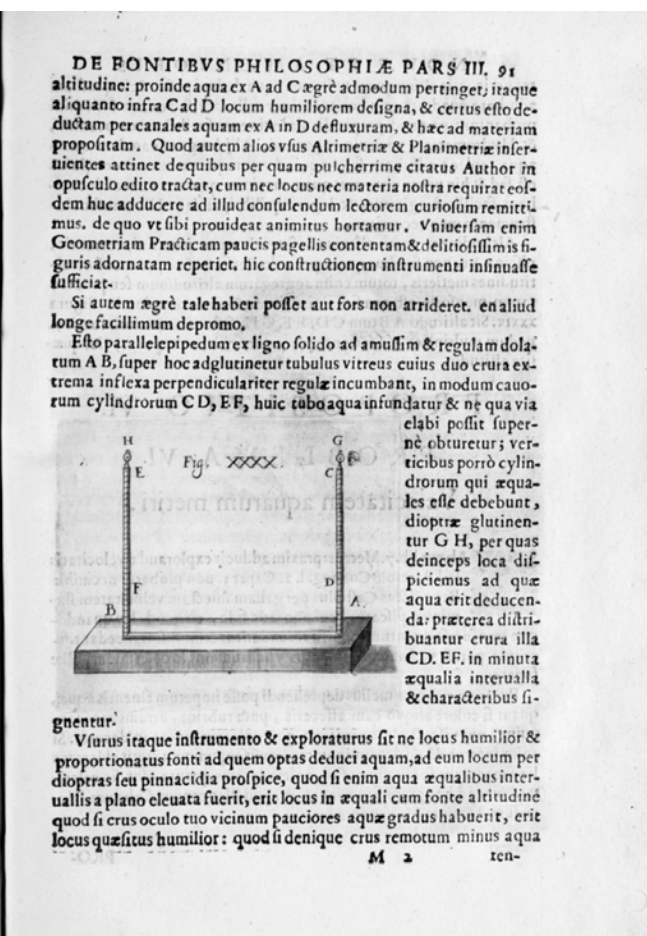 DE FONTIBVS PHILOSOPHIÆ PARS III. 91
altitudine: proinde aqua ex A ad C ægrè admodum pertinget; itaque
aliquanto infra C ad D locum humiliorem deſigna, & certus eſto de-
ductam per canales aquam ex A in D defluxuram, & hæc ad materiam
propoſitam. Quod autem alios vſus Altimetriæ & Planimetriæ inſer-
uientes attinet de quibus per quam pulcherrime citatus Author in
opuſculo edito tractat, cum nec locus nec materia noſtra requirat eoſ-
dem huc adducere ad illud conſulendum lectorem curioſum remitti-
mus. de quo vt ſibi prouideat animitus hortamur. Vniuerſam enim
Geometriam Practicam paucis pagellis contentam & delitioſiſſimis fi-
guris adornatam reperiet. hic conſtructionem inſtrumenti inſinuaſſe
ſufficiat.
Si autem ægrè tale haberi poſſet aut fors non arrideret. en aliud
longe facillimum depromo.
Eſto parallelepipedum ex ligno ſolido ad amuſſim & regulam dola-
tum A B, ſuper hoc adglutinetur tubulus vitreus cuius duo crura ex-
trema inflexa perpendiculariter regulæ incumbant, in modum cauo-
rum cylindrorum C D, E F, huic tubo aqua infundatur & ne qua via
elabi poſſit ſuper-
nè obturetur; ver-
ticibus porrò cylin-
drorum qui æqua-
les eſſe debebunt,
dioptræ glutinen-
tur G H, per quas
deinceps loca diſ-
piciemus ad quæ
aqua erit deducen-
da: præterea diſtri-
buantur crura illa
CD. EF. in minuta
æqualia interualla
& characteribus ſi-
gnentur.
H
G
Fig. XXXX.
E
C
F
D
B
A
Vſurus itaque inſtrumento & exploraturus ſit ne locus humilior &
proportionatus fonti ad quem optas deduci aquam, ad eum locum per
dioptras ſeu pinnacidia proſpice, quod ſi enim aqua æqualibus inter-
uallis a plano eleuata fuerit, erit locus in æquali cum fonte altitudine
quod ſi crus oculo tuo vicinum pauciores aquæ gradus habuerit, erit
locus quæſitus humilior: quod ſi denique crus remotum minus aqua
M 2 ten-